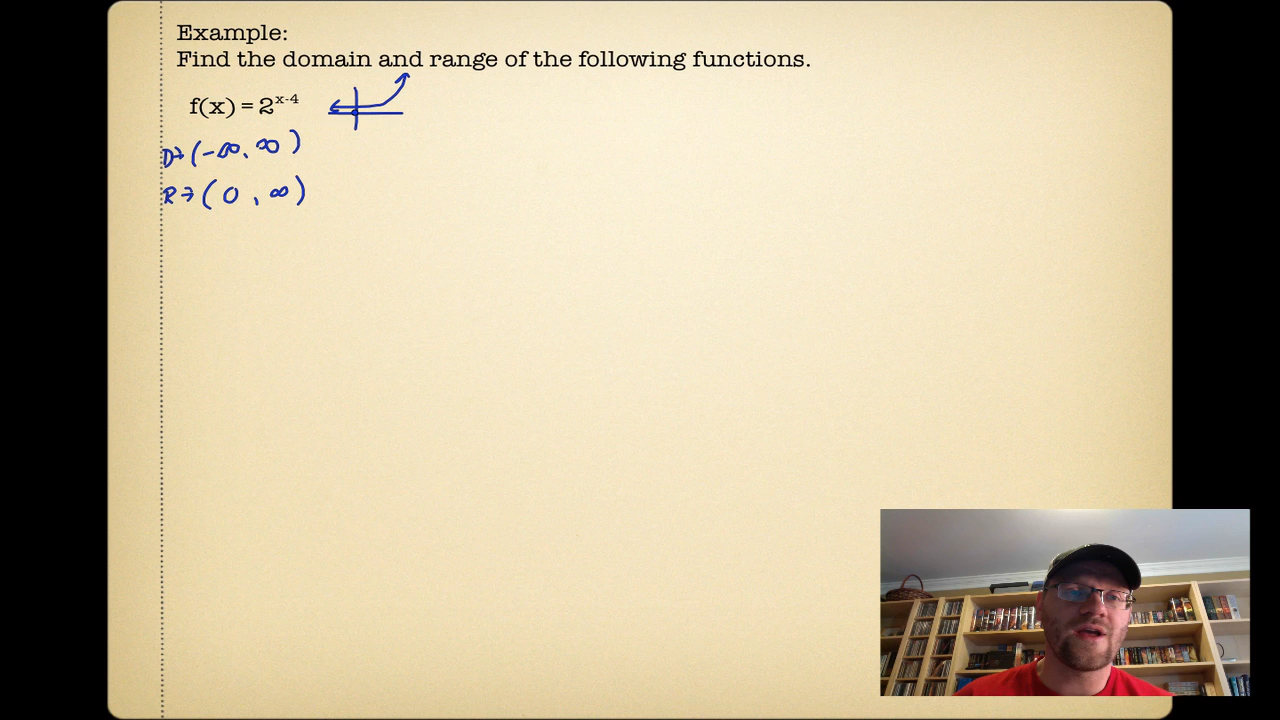 Example:
Find the domain and range of the following functions.
f(x) = 2^{x-4}
D→(-∞, ∞)
R→(0, ∞)